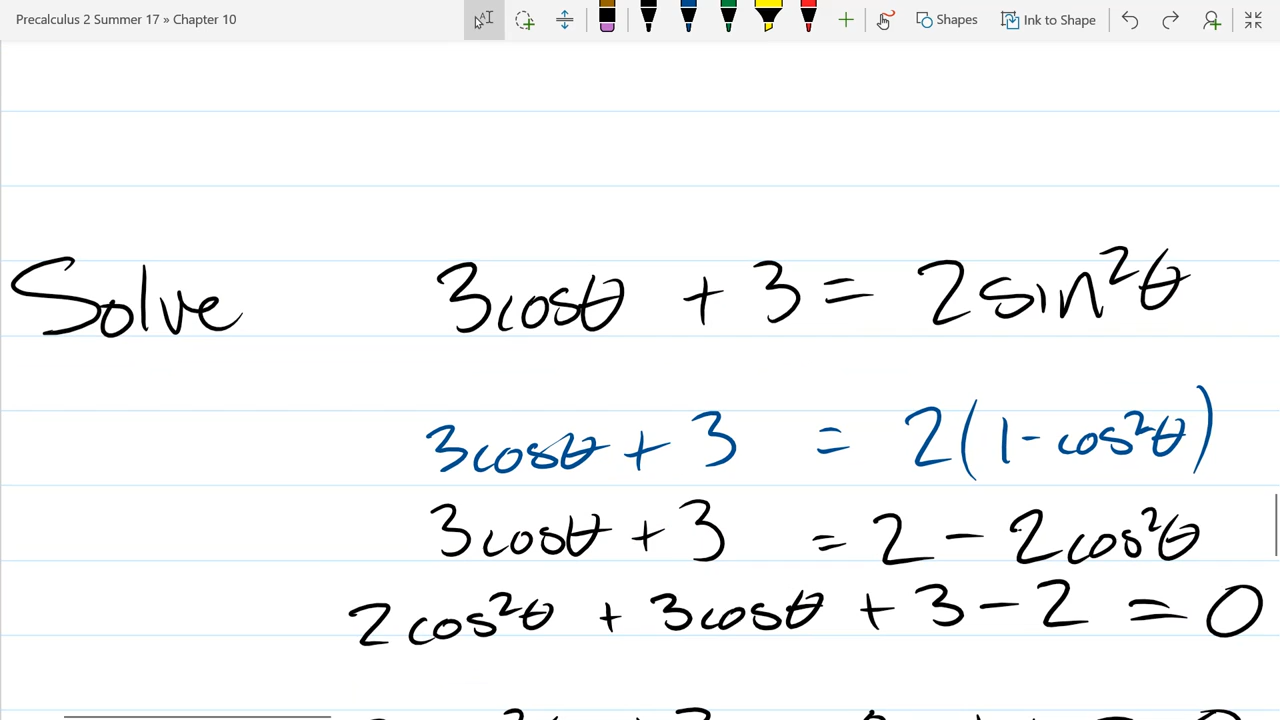 Precalculus 2 Summer 17 » Chapter 10
Shapes
Ink to Shape
Solve 3cosθ + 3 = 2sin²θ
3cosθ + 3 = 2(1-cos²θ)
3cosθ + 3 = 2 - 2cos²θ
2cos²θ + 3cosθ + 3 - 2 = 0